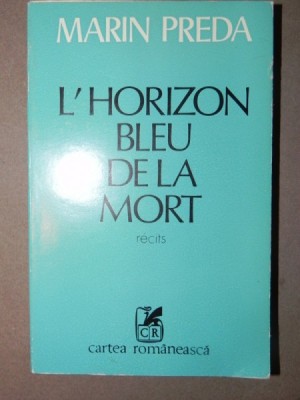 MARIN PREDA
L'HORIZON
BLEU
DE LA
MORT
récits
CR
cartea românească